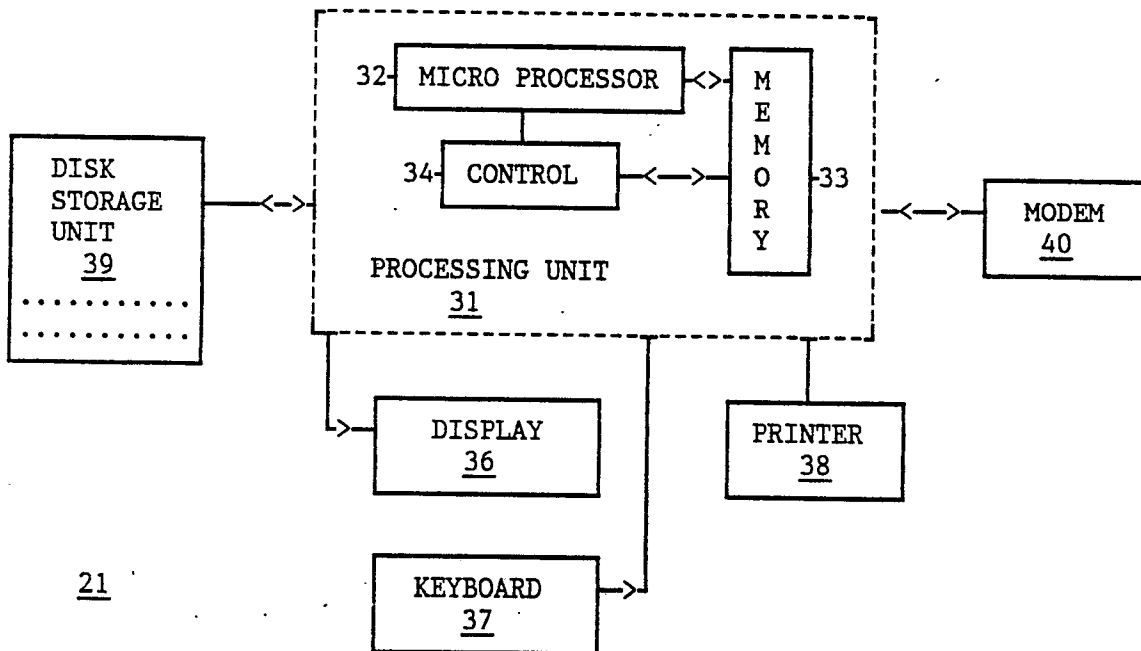 32
MICRO PROCESSOR
<>
M
E
M
O
R
Y
33
34
CONTROL
<—>
PROCESSING UNIT
31
DISK
STORAGE
UNIT
39
. . . . . . . . . . .
. . . . . . . . . . .
<—>
<—>
MODEM
40
>
DISPLAY
36
PRINTER
38
KEYBOARD
37
>
21